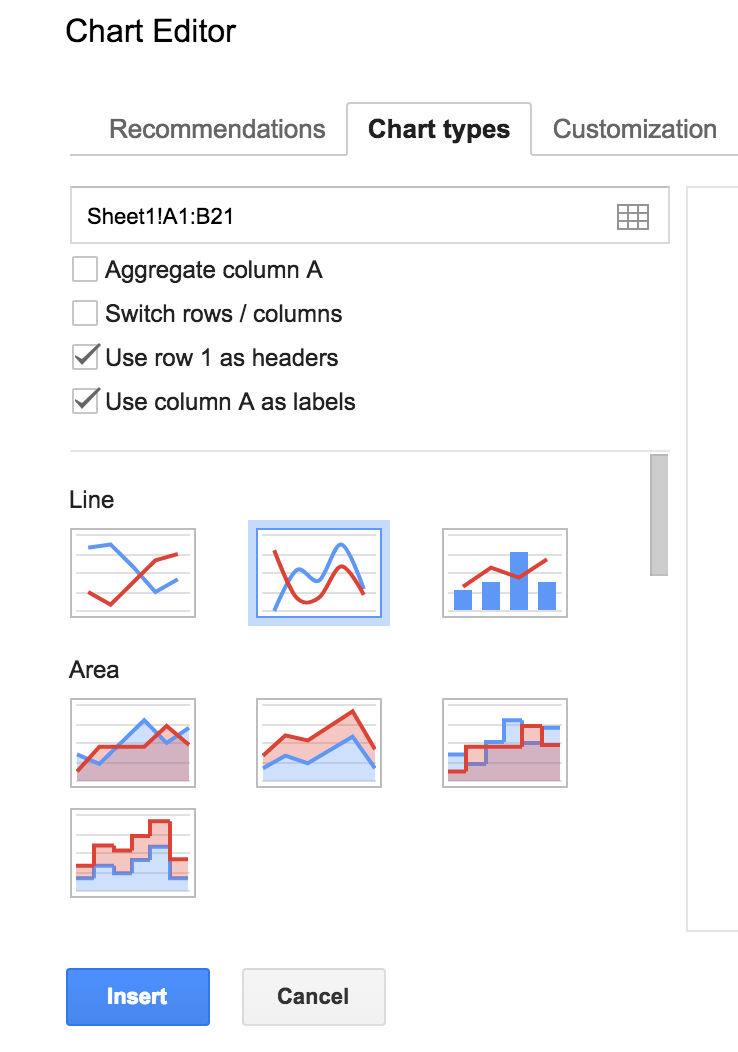 Chart Editor
Recommendations Chart types Customization
Sheet1!A1:B21
Aggregate column A
Switch rows / columns
Use row 1 as headers
Use column A as labels
Line
Area
Insert Cancel